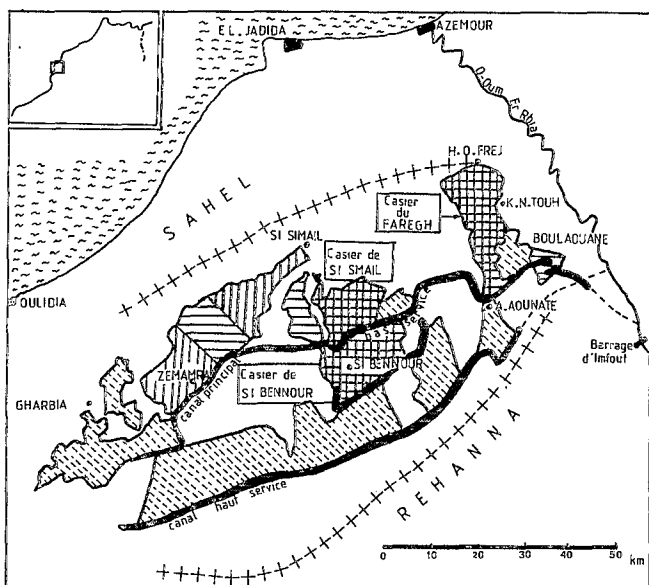 EL JADIDA
AZEMOUR
O. Oum Er Rbia
H.O.FREJ
SAHEL
Casier
du
FAREGH
K.N.TOUH
SI SMAIL
BOULAOUANE
Casier de
SI SMAIL
OULIDIA
bas service
A.AOUNATE
Barrage
d'Imfout
ZEMAMRA
SI BENNOUR
Casier de
SI BENNOUR
canal principal
GHARBIA
REHANNA
canal haut service
0 10 20 30 40 50
km